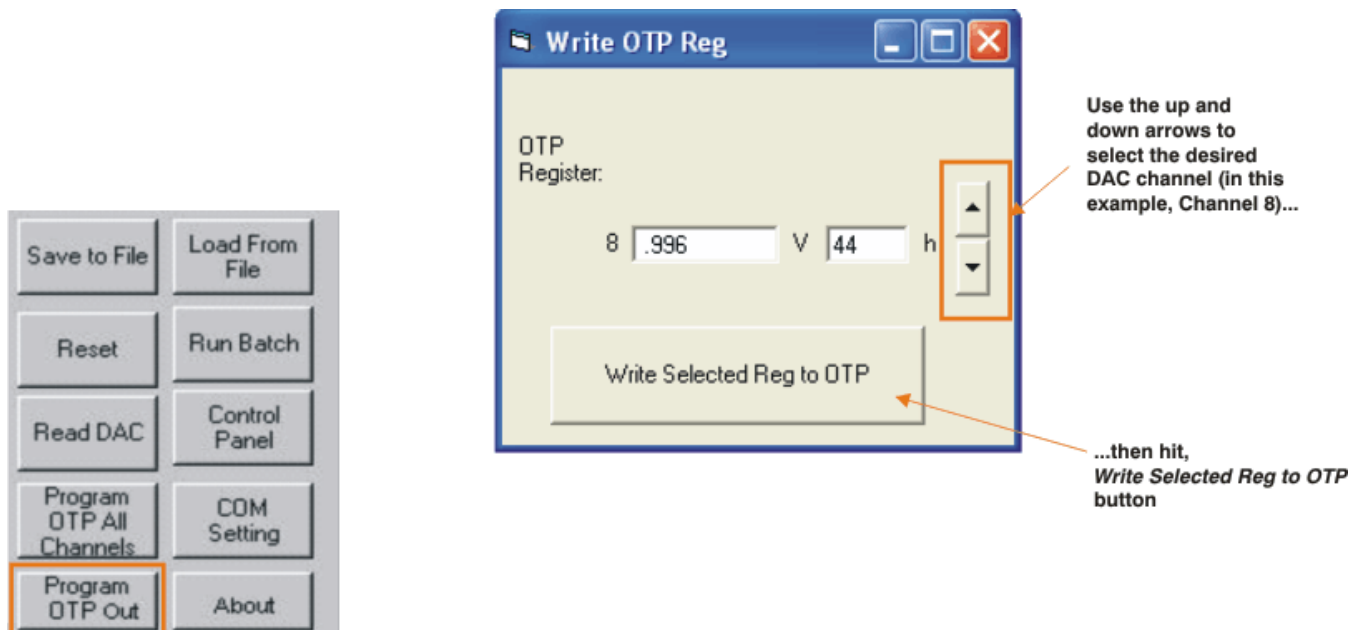 Save to File
Load From
File
Reset
Run Batch
Read DAC
Control
Panel
Program
OTP All
Channels
COM
Setting
Program
OTP Out
About
Write OTP Reg
OTP
Register:
8 .996 V 44 h
Write Selected Reg to OTP
Use the up and
down arrows to
select the desired
DAC channel (in this
example, Channel 8)...
...then hit,
Write Selected Reg to OTP
button